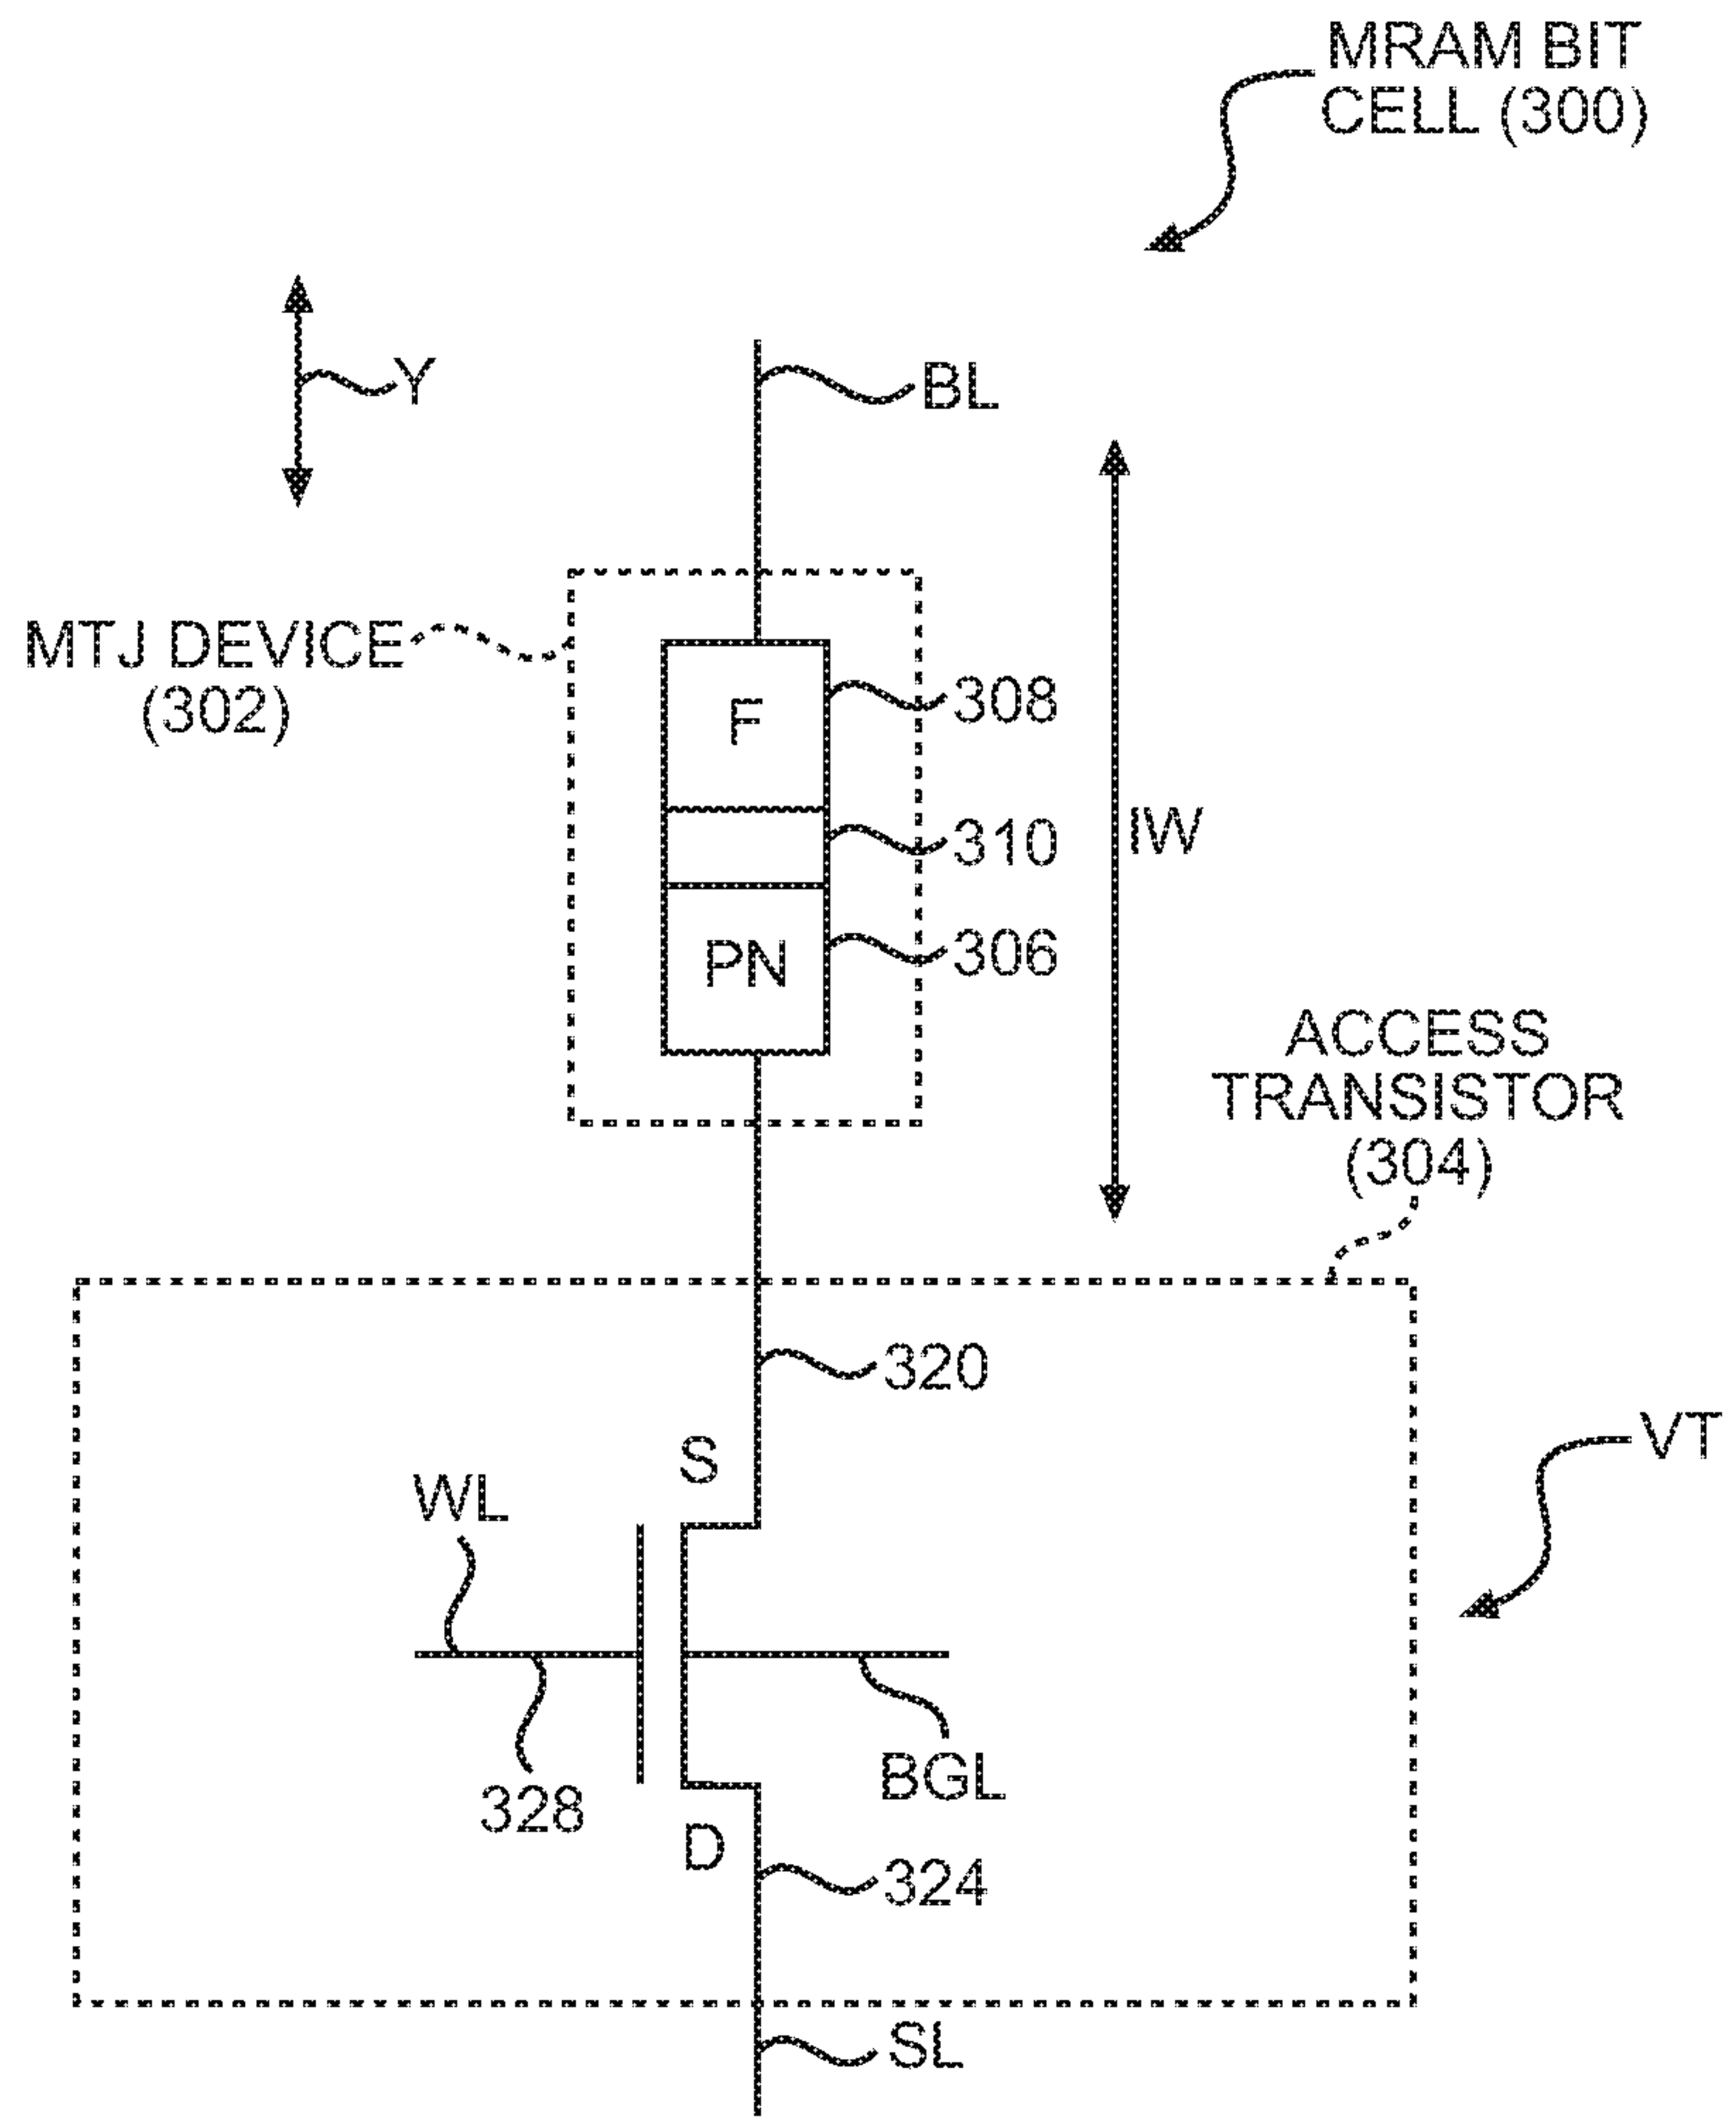 MRAM BIT
CELL (300)
Y
BL
MTJ DEVICE
(302)
F
308
310
IW
PN
306
ACCESS
TRANSISTOR
(304)
320
VT
S
WL
BGL
328
D
324
SL